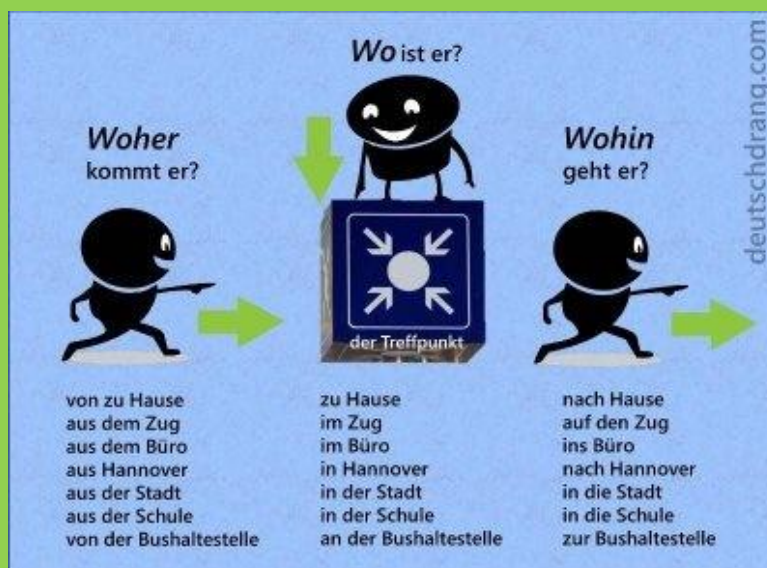 Wo ist er?
Woher
kommt er?
Wohin
geht er?
der Treffpunkt
von zu Hause
aus dem Zug
aus dem Büro
aus Hannover
aus der Stadt
aus der Schule
von der Bushaltestelle
zu Hause
im Zug
im Büro
in Hannover
in der Stadt
in der Schule
an der Bushaltestelle
nach Hause
auf den Zug
ins Büro
nach Hannover
in die Stadt
in die Schule
zur Bushaltestelle
deutschdrang.com